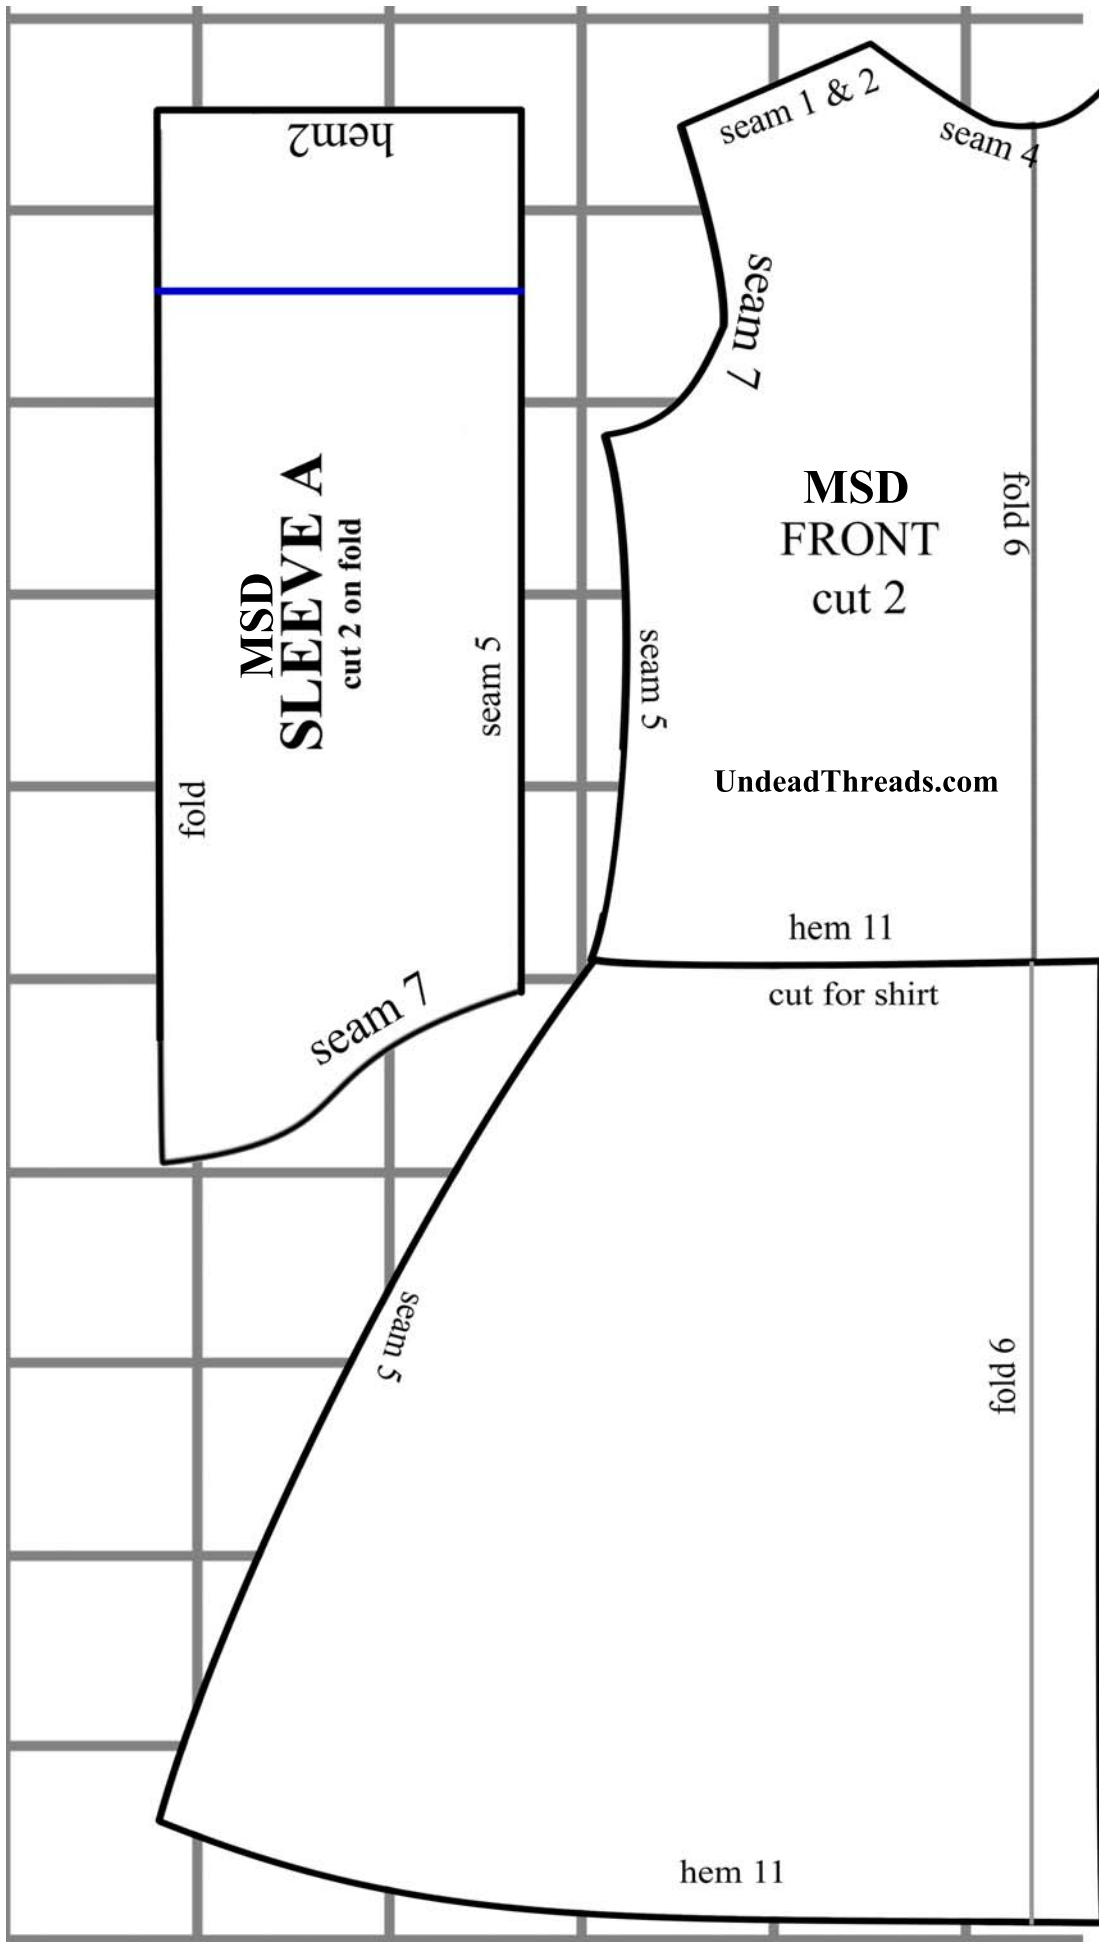 hem2
MSD
SLEEVE A
cut 2 on fold
fold
seam 5
seam 7
seam 1 & 2
seam 4
seam 7
MSD
FRONT
cut 2
fold 6
seam 5
UndeadThreads.com
hem 11
cut for shirt
seam 5
fold 6
hem 11